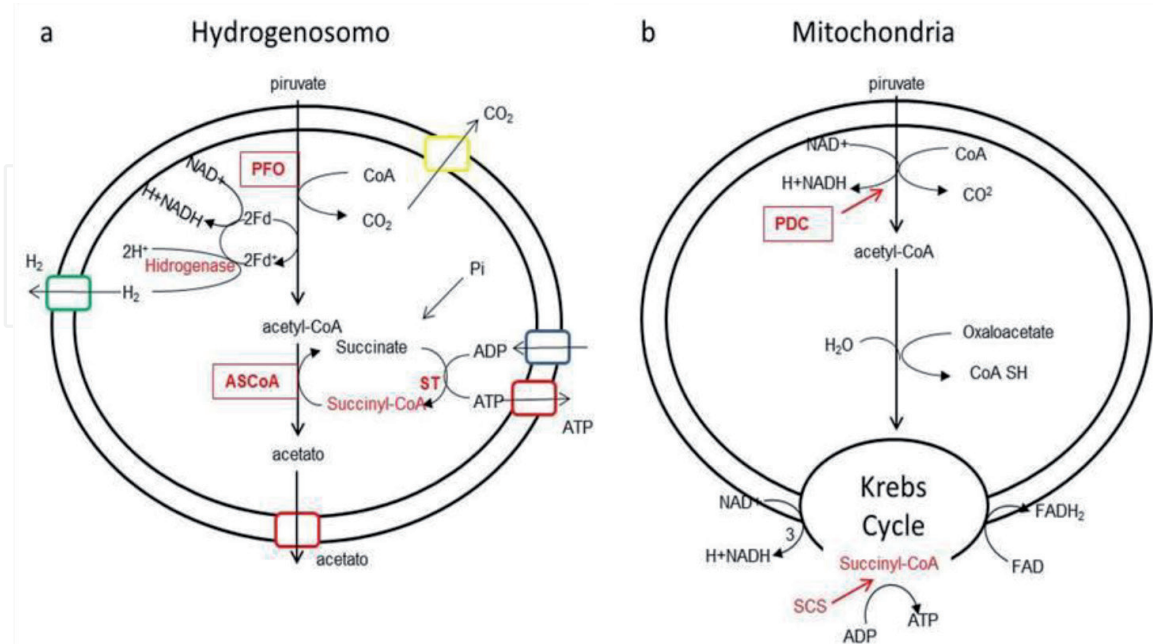 a
Hydrogenosomo
piruvate
CO₂
NAD+
PFO
CoA
H+NADH
2Fd
CO₂
2H⁺
Hidrogenase
2Fd⁺
H₂
H₂
Pi
acetyl-CoA
Succinate
ADP
ASCoA
ST
Succinyl-CoA
ATP
ATP
acetato
acetato
b
Mitochondria
piruvate
NAD+
CoA
H+NADH
CO²
PDC
acetyl-CoA
Oxaloacetate
H₂O
CoA SH
Krebs
Cycle
NAD+
FADH₂
3
H+NADH
Succinyl-CoA
FAD
SCS
ATP
ADP